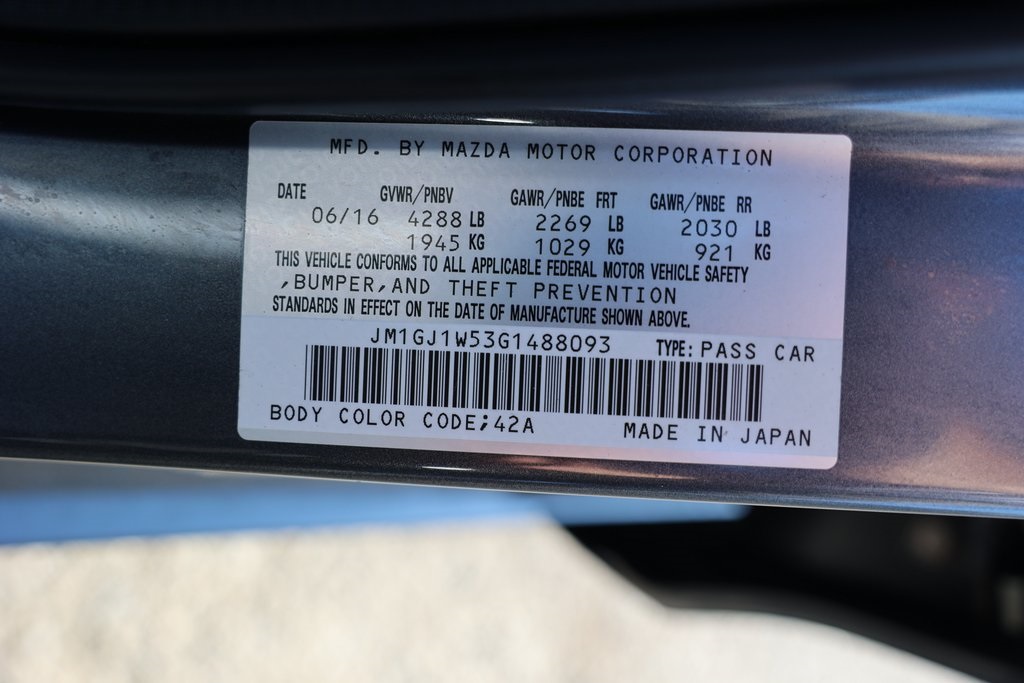 MFD. BY MAZDA MOTOR CORPORATION
DATE GVWR/PNBV GAWR/PNBE FRT GAWR/PNBE RR
06/16 4288 LB 2269 LB 2030 LB
1945 KG 1029 KG 921 KG
THIS VEHICLE CONFORMS TO ALL APPLICABLE FEDERAL MOTOR VEHICLE SAFETY
,BUMPER,AND THEFT PREVENTION
STANDARDS IN EFFECT ON THE DATE OF MANUFACTURE SHOWN ABOVE.
JM1GJ1W53G1488093 TYPE: PASS CAR
BODY COLOR CODE;42A MADE IN JAPAN